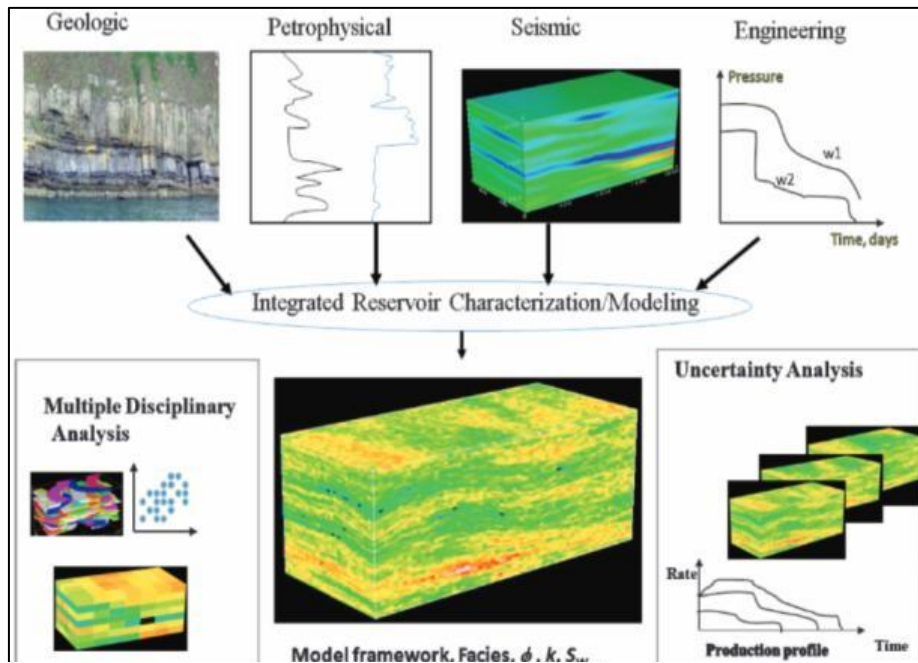 Geologic
Petrophysical
Seismic
Engineering
Pressure
w1
w2
Time, days
Integrated Reservoir Characterization/Modeling
Multiple Disciplinary
Analysis
Uncertainty Analysis
Rate
Time
Production profile
Model framework, Facies, ϕ, k, Sw